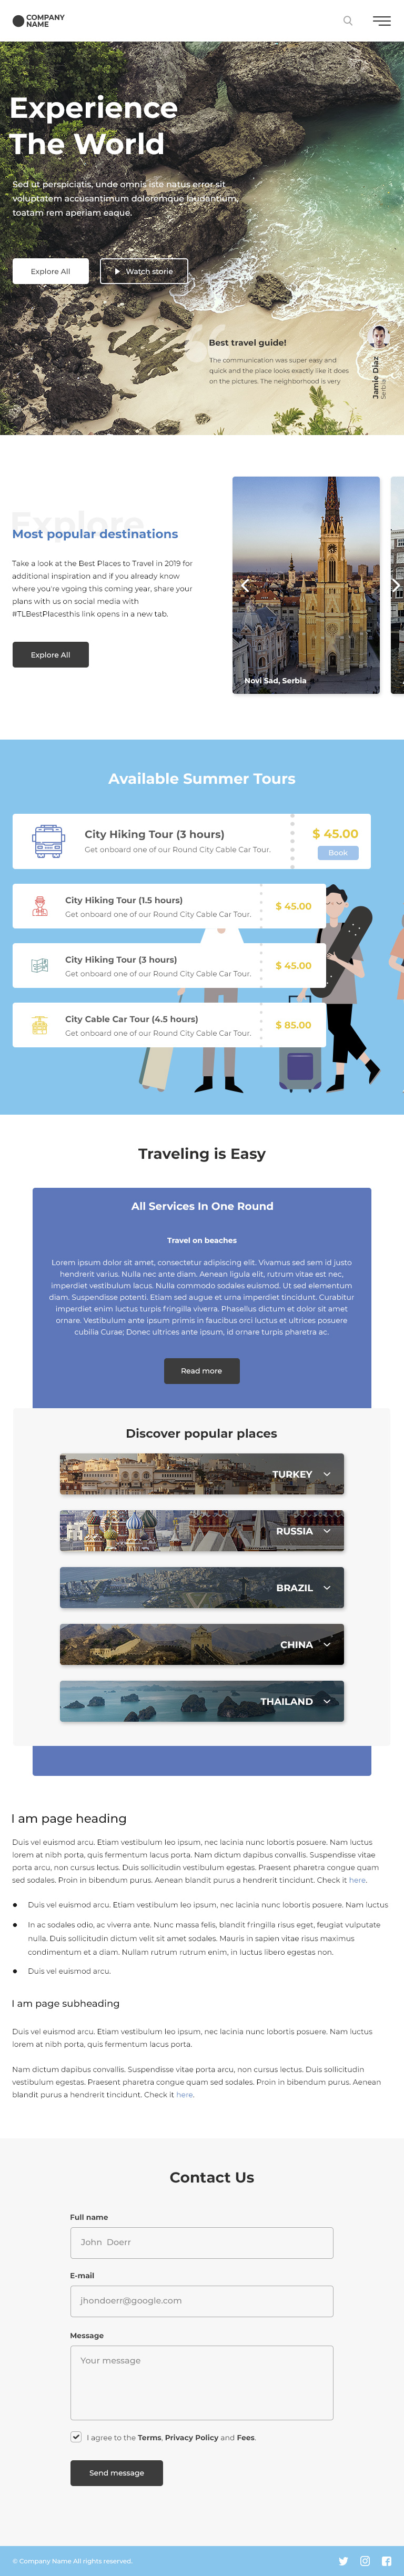 COMPANY
NAME
Experience
The World
Sed ut perspiciatis, unde omnis iste natus error sit
voluptatem accusantimum doloremque laudantium,
toatam rem aperiam eaque.
Explore All
Watch storie
Best travel guide!
The communication was super easy and
quick and the place looks exactly like it does
on the pictures. The neighborhood is very
Jamie Diaz
Serbia
Explore
Most popular destinations
Take a look at the Best Places to Travel in 2019 for
additional inspiration and if you already know
where you're vgoing this coming year, share your
plans with us on social media with
#TLBestPlacesthis link opens in a new tab.
Explore All
Novi Sad, Serbia
Available Summer Tours
City Hiking Tour (3 hours)
Get onboard one of our Round City Cable Car Tour.
$ 45.00
Book
City Hiking Tour (1.5 hours)
Get onboard one of our Round City Cable Car Tour.
$ 45.00
City Hiking Tour (3 hours)
Get onboard one of our Round City Cable Car Tour.
$ 45.00
City Cable Car Tour (4.5 hours)
Get onboard one of our Round City Cable Car Tour.
$ 85.00
Traveling is Easy
All Services In One Round
Travel on beaches
Lorem ipsum dolor sit amet, consectetur adipiscing elit. Vivamus sed sem id justo
hendrerit varius. Nulla nec ante diam. Aenean ligula elit, rutrum vitae est nec,
imperdiet vestibulum lacus. Nulla commodo sodales euismod. Ut sed elementum
diam. Suspendisse potenti. Etiam sed augue et urna imperdiet tincidunt. Curabitur
imperdiet enim luctus turpis fringilla viverra. Phasellus dictum et dolor sit amet
ornare. Vestibulum ante ipsum primis in faucibus orci luctus et ultrices posuere
cubilia Curae; Donec ultrices ante ipsum, id ornare turpis pharetra ac.
Read more
Discover popular places
TURKEY
RUSSIA
BRAZIL
CHINA
THAILAND
I am page heading
Duis vel euismod arcu. Etiam vestibulum leo ipsum, nec lacinia nunc lobortis posuere. Nam luctus
lorem at nibh porta, quis fermentum lacus porta. Nam dictum dapibus convallis. Suspendisse vitae
porta arcu, non cursus lectus. Duis sollicitudin vestibulum egestas. Praesent pharetra congue quam
sed sodales. Proin in bibendum purus. Aenean blandit purus a hendrerit tincidunt. Check it here.
Duis vel euismod arcu. Etiam vestibulum leo ipsum, nec lacinia nunc lobortis posuere. Nam luctus
In ac sodales odio, ac viverra ante. Nunc massa felis, blandit fringilla risus eget, feugiat vulputate
nulla. Duis sollicitudin dictum velit sit amet sodales. Mauris in sapien vitae risus maximus
condimentum et a diam. Nullam rutrum rutrum enim, in luctus libero egestas non.
Duis vel euismod arcu.
I am page subheading
Duis vel euismod arcu. Etiam vestibulum leo ipsum, nec lacinia nunc lobortis posuere. Nam luctus
lorem at nibh porta, quis fermentum lacus porta.
Nam dictum dapibus convallis. Suspendisse vitae porta arcu, non cursus lectus. Duis sollicitudin
vestibulum egestas. Praesent pharetra congue quam sed sodales. Proin in bibendum purus. Aenean
blandit purus a hendrerit tincidunt. Check it here.
Contact Us
Full name
John Doerr
E-mail
jhondoerr@google.com
Message
Your message
I agree to the Terms, Privacy Policy and Fees.
Send message
© Company Name All rights reserved.